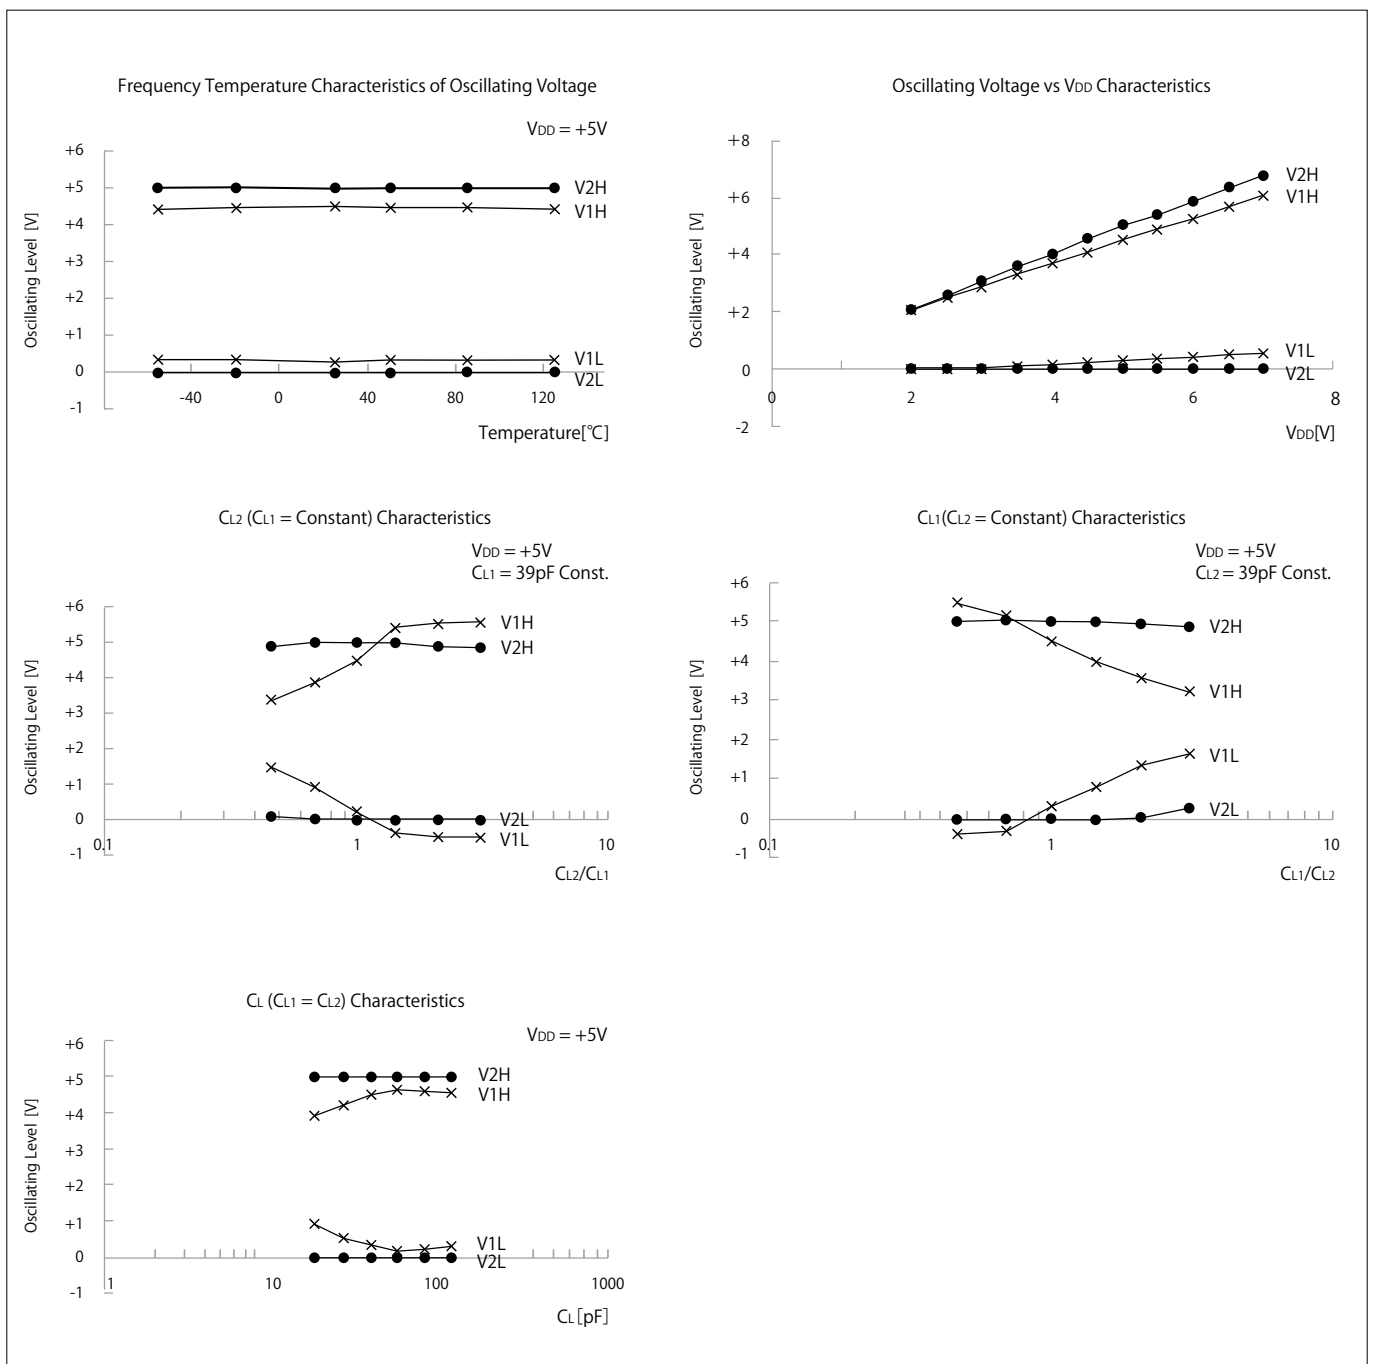 Frequency Temperature Characteristics of Oscillating Voltage
VDD = +5V
+6
+5
+4
+3
+2
+1
0
-1
Oscillating Level [V]
V2H
V1H
V1L
V2L
-40 0 40 80 120
Temperature[℃]
Oscillating Voltage vs VDD Characteristics
+8
+6
+4
+2
0
-2
Oscillating Level [V]
V2H
V1H
V1L
V2L
0 2 4 6 8
VDD[V]
CL2 (CL1 = Constant) Characteristics
VDD = +5V
CL1 = 39pF Const.
+6
+5
+4
+3
+2
+1
0
-1
Oscillating Level [V]
V1H
V2H
V2L
V1L
0.1 1 10
CL2/CL1
CL1(CL2 = Constant) Characteristics
VDD = +5V
CL2 = 39pF Const.
+6
+5
+4
+3
+2
+1
0
-1
Oscillating Level [V]
V2H
V1H
V1L
V2L
0.1 1 10
CL1/CL2
CL (CL1 = CL2) Characteristics
VDD = +5V
+6
+5
+4
+3
+2
+1
0
-1
Oscillating Level [V]
V2H
V1H
V1L
V2L
1 10 100 1000
CL [pF]